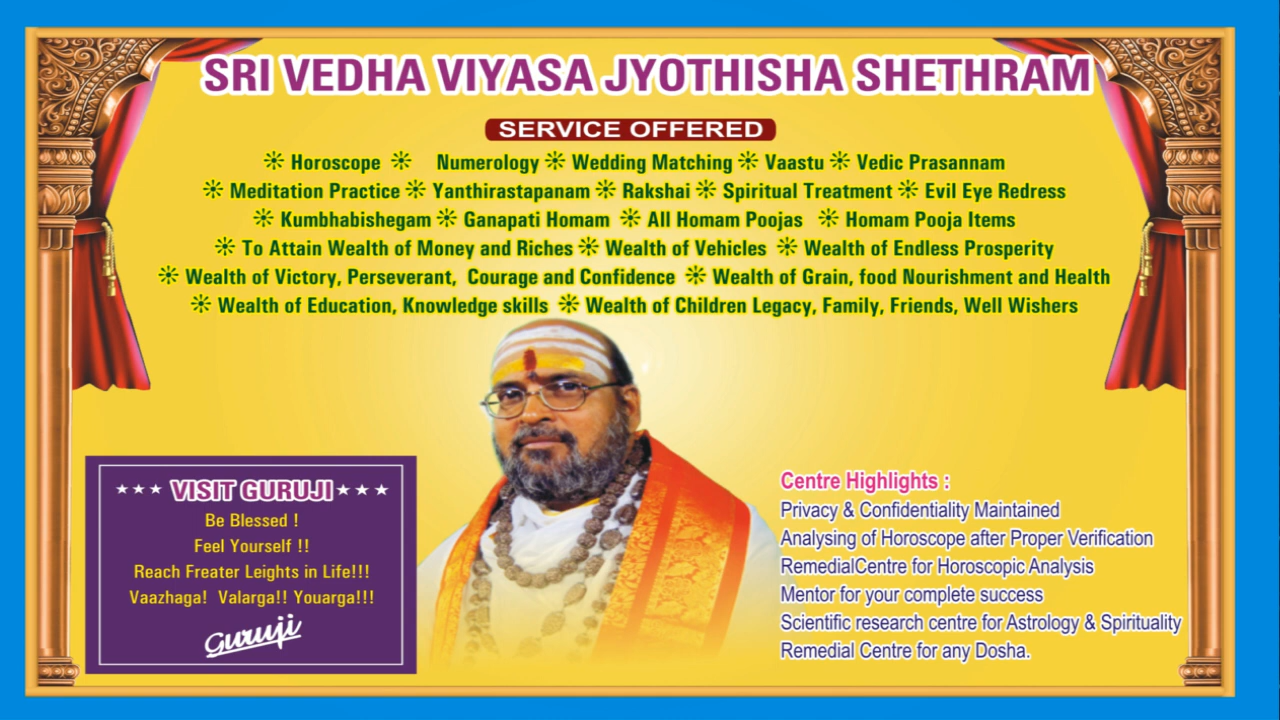 SRI VEDHA VIYASA JYOTHISHA SHETHRAM
SERVICE OFFERED
☼ Horoscope ☼ Numerology ☼ Wedding Matching ☼ Vaastu ☼ Vedic Prasannam
☼ Meditation Practice ☼ Yanthirastapanam ☼ Rakshai ☼ Spiritual Treatment ☼ Evil Eye Redress
☼ Kumbhabishegam ☼ Ganapati Homam ☼ All Homam Poojas ☼ Homam Pooja Items
☼ To Attain Wealth of Money and Riches ☼ Wealth of Vehicles ☼ Wealth of Endless Prosperity
☼ Wealth of Victory, Perseverant, Courage and Confidence ☼ Wealth of Grain, food Nourishment and Health
☼ Wealth of Education, Knowledge skills ☼ Wealth of Children Legacy, Family, Friends, Well Wishers
★★★ VISIT GURUJI ★★★
Be Blessed !
Feel Yourself !!
Reach Freater Leights in Life!!!
Vaazhaga! Valarga!! Youarga!!!
Guruji
Centre Highlights :
Privacy & Confidentiality Maintained
Analysing of Horoscope after Proper Verification
RemedialCentre for Horoscopic Analysis
Mentor for your complete success
Scientific research centre for Astrology & Spirituality
Remedial Centre for any Dosha.